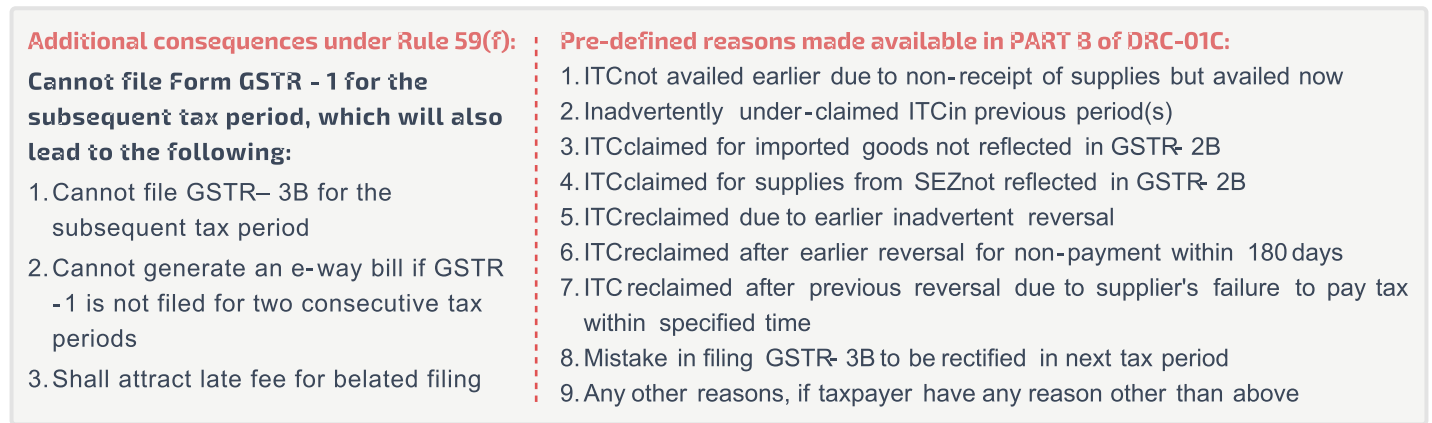 Additional consequences under Rule 59(f):
Cannot file Form GSTR - 1 for the
subsequent tax period, which will also
lead to the following:
1. Cannot file GSTR– 3B for the
subsequent tax period
2. Cannot generate an e-way bill if GSTR
-1 is not filed for two consecutive tax
periods
3. Shall attract late fee for belated filing
Pre-defined reasons made available in PART B of DRC-01C:
1. ITCnot availed earlier due to non-receipt of supplies but availed now
2. Inadvertently under-claimed ITCin previous period(s)
3. ITCclaimed for imported goods not reflected in GSTR- 2B
4. ITCclaimed for supplies from SEZnot reflected in GSTR- 2B
5. ITCreclaimed due to earlier inadvertent reversal
6. ITCreclaimed after earlier reversal for non-payment within 180 days
7. ITC reclaimed after previous reversal due to supplier's failure to pay tax
within specified time
8. Mistake in filing GSTR- 3B to be rectified in next tax period
9. Any other reasons, if taxpayer have any reason other than above